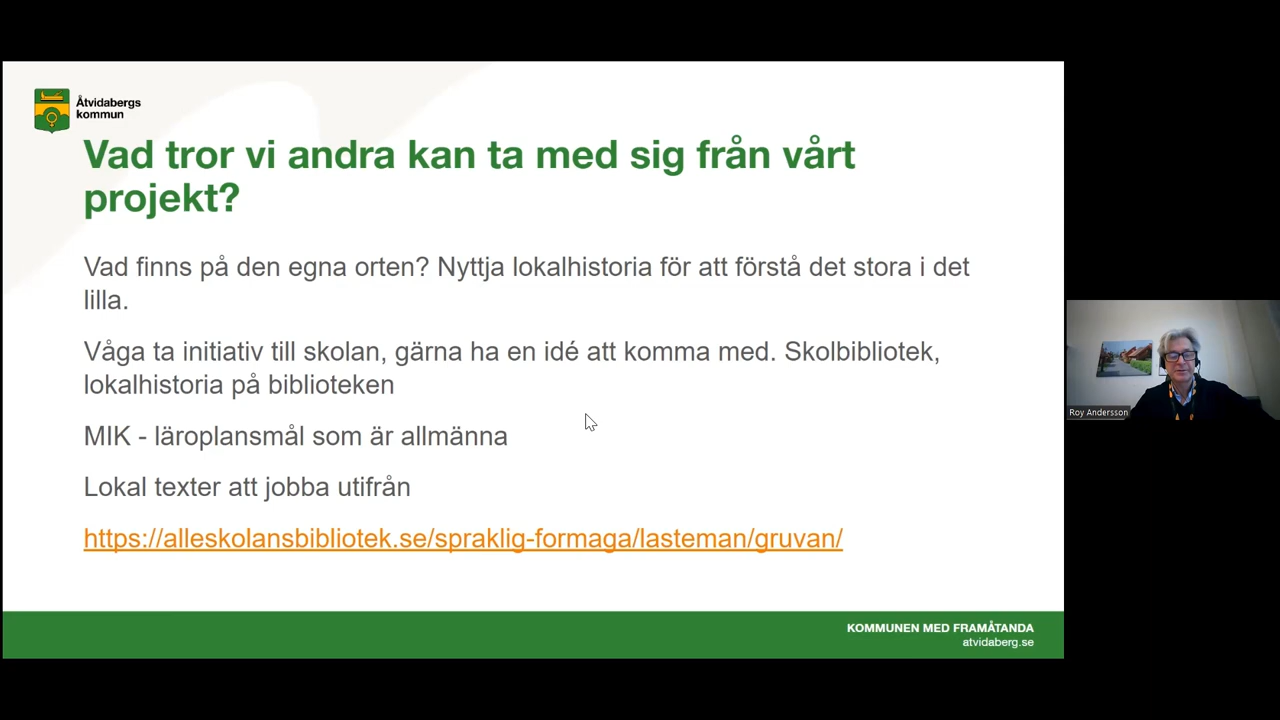 Åtvidabergs
kommun
Vad tror vi andra kan ta med sig från vårt
projekt?
Vad finns på den egna orten? Nyttja lokalhistoria för att förstå det stora i det
lilla.
Våga ta initiativ till skolan, gärna ha en idé att komma med. Skolbibliotek,
lokalhistoria på biblioteken
MIK - läroplansmål som är allmänna
Lokal texter att jobba utifrån
https://alleskolansbibliotek.se/spraklig-formaga/lasteman/gruvan/
KOMMUNEN MED FRAMÅTANDA
atvidaberg.se
Roy Andersson